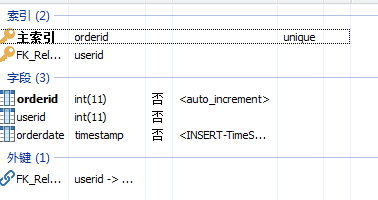 索引 (2)
主索引 orderid unique
FK_Rel... userid
字段 (3)
orderid int(11) 否 <auto_increment>
userid int(11) 否
orderdate timestamp 否 <INSERT-TimeS...
外键 (1)
FK_Rel... userid -> ...